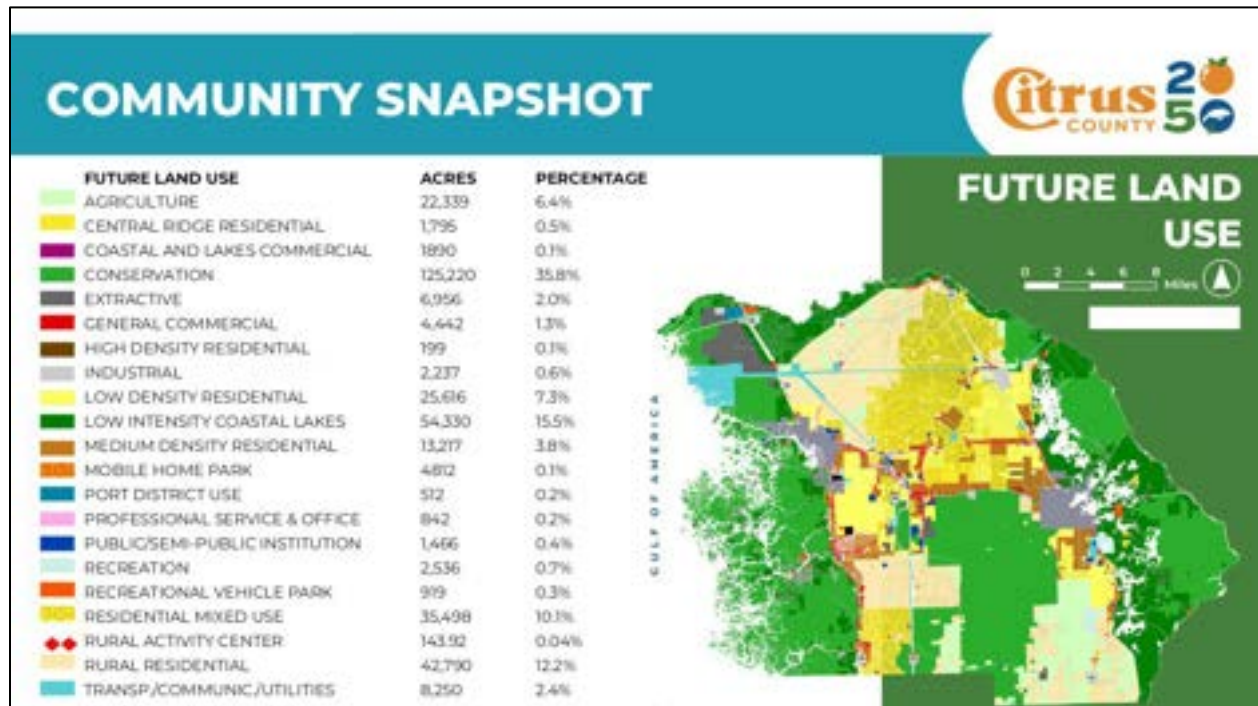 COMMUNITY SNAPSHOT
Citrus COUNTY 2050
FUTURE LAND USE ACRES PERCENTAGE
AGRICULTURE 22,339 6.4%
CENTRAL RIDGE RESIDENTIAL 1,795 0.5%
COASTAL AND LAKES COMMERCIAL 1890 0.1%
CONSERVATION 125,220 35.8%
EXTRACTIVE 6,956 2.0%
GENERAL COMMERCIAL 4,442 1.3%
HIGH DENSITY RESIDENTIAL 199 0.1%
INDUSTRIAL 2,237 0.6%
LOW DENSITY RESIDENTIAL 25,616 7.3%
LOW INTENSITY COASTAL LAKES 54,330 15.5%
MEDIUM DENSITY RESIDENTIAL 13,217 3.8%
MOBILE HOME PARK 4812 0.1%
PORT DISTRICT USE 512 0.2%
PROFESSIONAL SERVICE & OFFICE 842 0.2%
PUBLIC/SEMI-PUBLIC INSTITUTION 1,466 0.4%
RECREATION 2,536 0.7%
RECREATIONAL VEHICLE PARK 919 0.3%
RESIDENTIAL MIXED USE 35,498 10.1%
RURAL ACTIVITY CENTER 143.92 0.04%
RURAL RESIDENTIAL 42,790 12.2%
TRANSP./COMMUNIC./UTILITIES 8,250 2.4%
FUTURE LAND
USE
0 2 4 6 8 Miles
GULF OF AMERICA